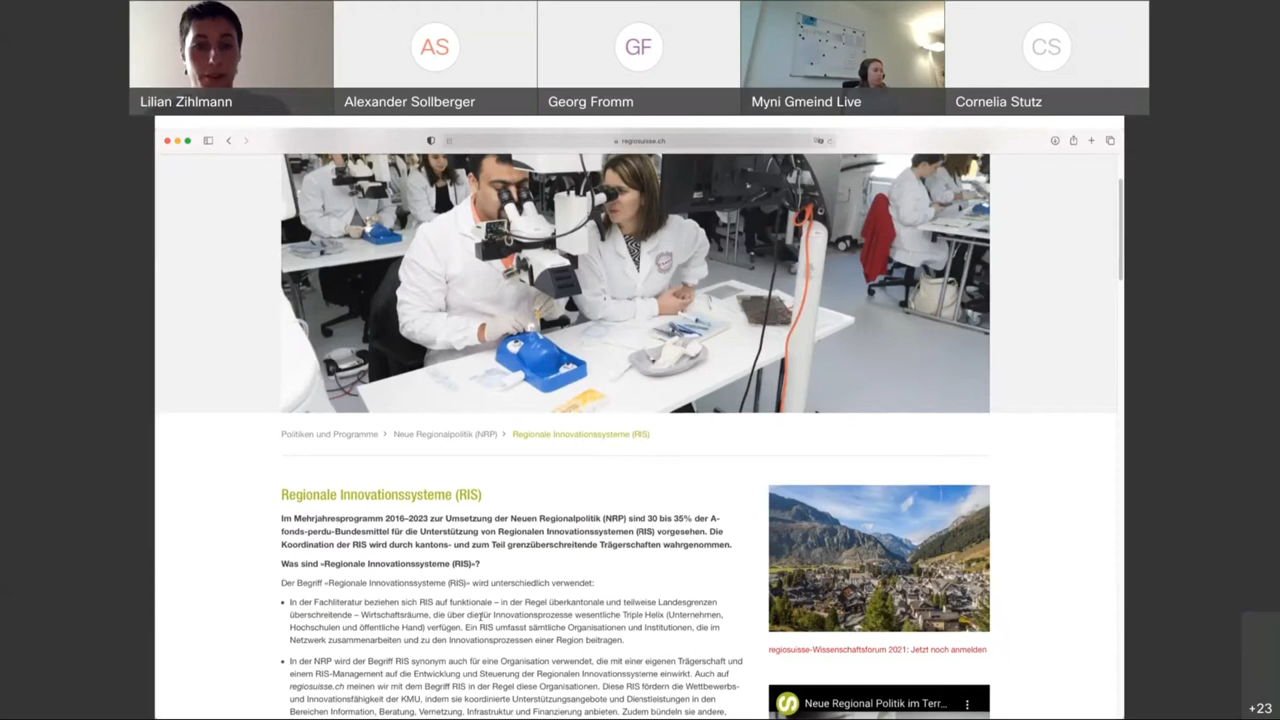 AS
GF
CS
Lilian Zihlmann
Alexander Sollberger
Georg Fromm
Myni Gmeind Live
Cornelia Stutz
regiosuisse.ch
Politiken und Programme > Neue Regionalpolitik (NRP) > Regionale Innovationssysteme (RIS)
Regionale Innovationssysteme (RIS)
Im Mehrjahresprogramm 2016–2023 zur Umsetzung der Neuen Regionalpolitik (NRP) sind 30 bis 35% der A-
fonds-perdu-Bundesmittel für die Unterstützung von Regionalen Innovationssystemen (RIS) vorgesehen. Die
Koordination der RIS wird durch kantons- und zum Teil grenzüberschreitende Trägerschaften wahrgenommen.
Was sind «Regionale Innovationssysteme (RIS)»?
Der Begriff «Regionale Innovationssysteme (RIS)» wird unterschiedlich verwendet:
• In der Fachliteratur beziehen sich RIS auf funktionale – in der Regel überkantonale und teilweise Landesgrenzen
überschreitende – Wirtschaftsräume, die über die für Innovationsprozesse wesentliche Triple Helix (Unternehmen,
Hochschulen und öffentliche Hand) verfügen. Ein RIS umfasst sämtliche Organisationen und Institutionen, die im
Netzwerk zusammenarbeiten und zu den Innovationsprozessen einer Region beitragen.
• In der NRP wird der Begriff RIS synonym auch für eine Organisation verwendet, die mit einer eigenen Trägerschaft und
einem RIS-Management auf die Entwicklung und Steuerung der Regionalen Innovationssysteme einwirkt. Auch auf
regiosuisse.ch meinen wir mit dem Begriff RIS in der Regel diese Organisationen. Diese RIS fördern die Wettbewerbs-
und Innovationsfähigkeit der KMU, indem sie koordinierte Unterstützungsangebote und Dienstleistungen in den
Bereichen Information, Beratung, Vernetzung, Infrastruktur und Finanzierung anbieten. Zudem bündeln sie andere,
regiosuisse-Wissenschaftsforum 2021: Jetzt noch anmelden
Neue Regional Politik im Terr...
+23